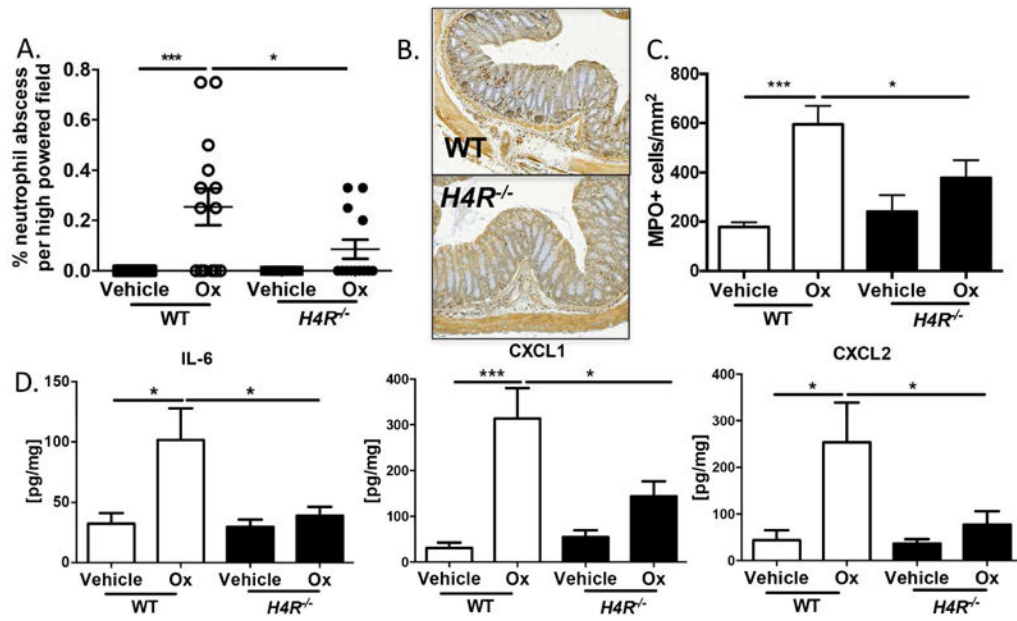 A.
% neutrophil abscess
per high powered field
*** *
0.8
0.6
0.4
0.2
0.0
Vehicle Ox Vehicle Ox
WT H4R-/-
B.
WT
H4R-/-
C.
MPO+ cells/mm²
*** *
800
600
400
200
0
Vehicle Ox Vehicle Ox
WT H4R-/-
D.
IL-6
[pg/mg]
* *
150
100
50
0
Vehicle Ox Vehicle Ox
WT H4R-/-
CXCL1
[pg/mg]
*** *
400
300
200
100
0
Vehicle Ox Vehicle Ox
WT H4R-/-
CXCL2
[pg/mg]
* *
400
300
200
100
0
Vehicle Ox Vehicle Ox
WT H4R-/-